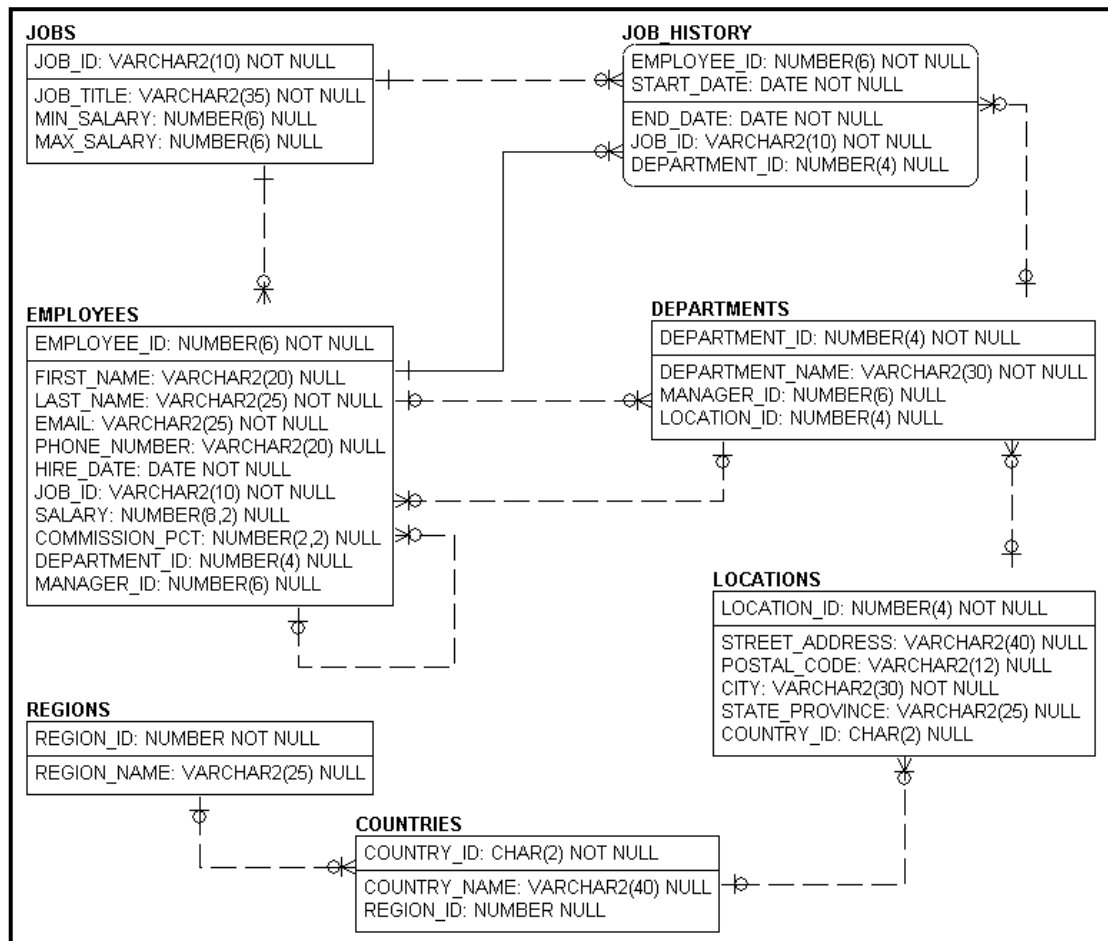 JOBS
JOB_ID: VARCHAR2(10) NOT NULL
JOB_TITLE: VARCHAR2(35) NOT NULL
MIN_SALARY: NUMBER(6) NULL
MAX_SALARY: NUMBER(6) NULL
JOB_HISTORY
EMPLOYEE_ID: NUMBER(6) NOT NULL
START_DATE: DATE NOT NULL
END_DATE: DATE NOT NULL
JOB_ID: VARCHAR2(10) NOT NULL
DEPARTMENT_ID: NUMBER(4) NULL
EMPLOYEES
EMPLOYEE_ID: NUMBER(6) NOT NULL
FIRST_NAME: VARCHAR2(20) NULL
LAST_NAME: VARCHAR2(25) NOT NULL
EMAIL: VARCHAR2(25) NOT NULL
PHONE_NUMBER: VARCHAR2(20) NULL
HIRE_DATE: DATE NOT NULL
JOB_ID: VARCHAR2(10) NOT NULL
SALARY: NUMBER(8,2) NULL
COMMISSION_PCT: NUMBER(2,2) NULL
DEPARTMENT_ID: NUMBER(4) NULL
MANAGER_ID: NUMBER(6) NULL
DEPARTMENTS
DEPARTMENT_ID: NUMBER(4) NOT NULL
DEPARTMENT_NAME: VARCHAR2(30) NOT NULL
MANAGER_ID: NUMBER(6) NULL
LOCATION_ID: NUMBER(4) NULL
LOCATIONS
LOCATION_ID: NUMBER(4) NOT NULL
STREET_ADDRESS: VARCHAR2(40) NULL
POSTAL_CODE: VARCHAR2(12) NULL
CITY: VARCHAR2(30) NOT NULL
STATE_PROVINCE: VARCHAR2(25) NULL
COUNTRY_ID: CHAR(2) NULL
REGIONS
REGION_ID: NUMBER NOT NULL
REGION_NAME: VARCHAR2(25) NULL
COUNTRIES
COUNTRY_ID: CHAR(2) NOT NULL
COUNTRY_NAME: VARCHAR2(40) NULL
REGION_ID: NUMBER NULL